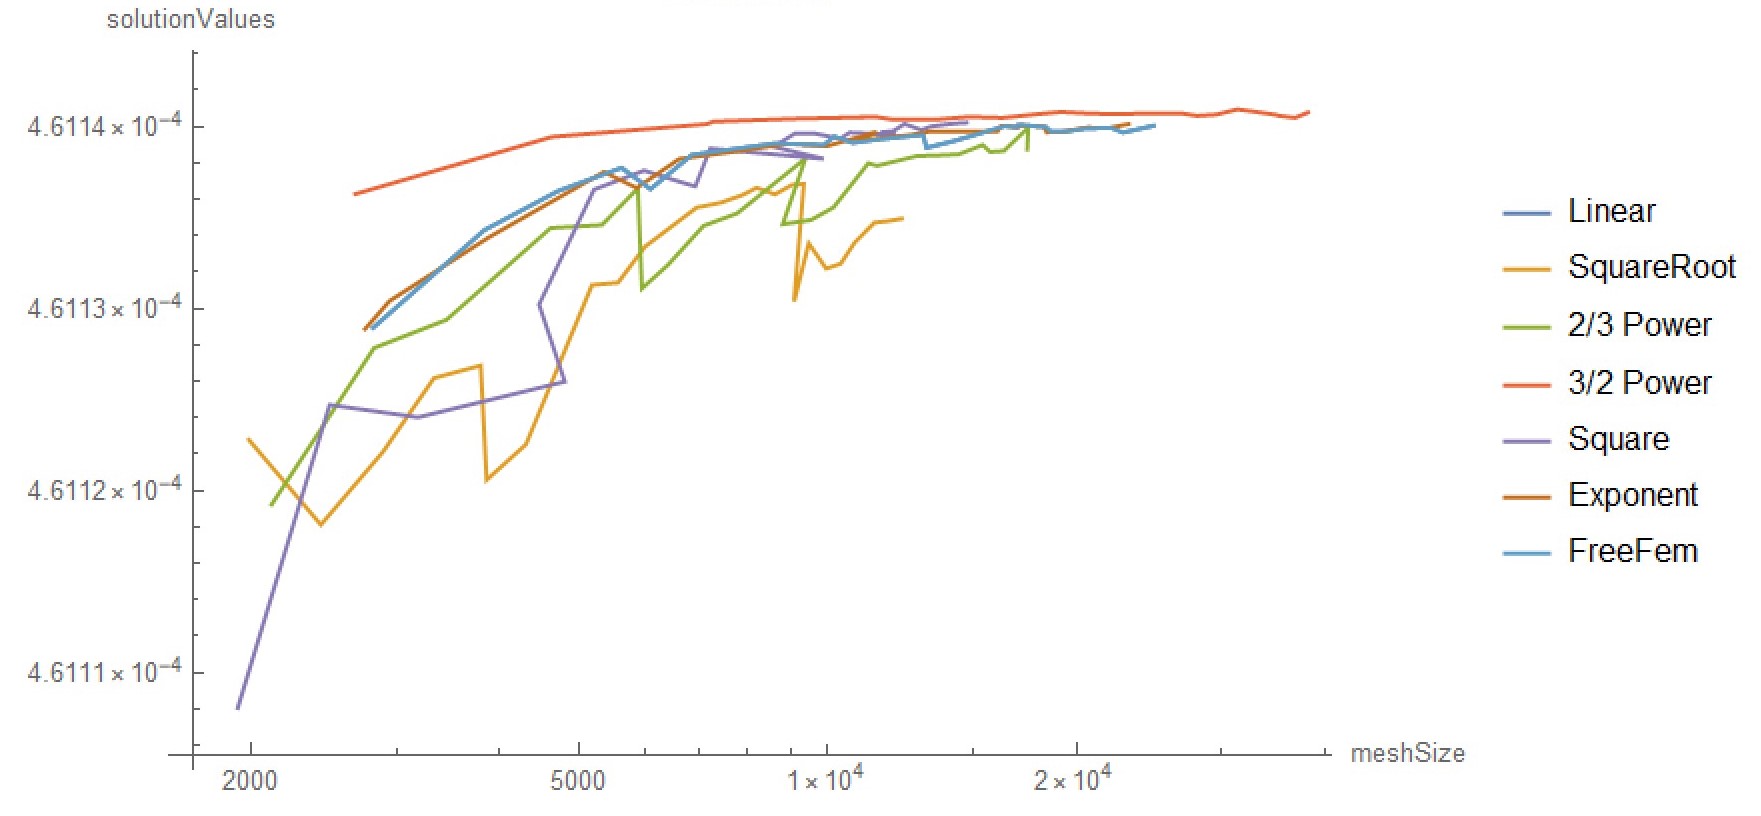 solutionValues
4.6114 × 10⁻⁴
4.6113 × 10⁻⁴
4.6112 × 10⁻⁴
4.6111 × 10⁻⁴
2000 5000 1 × 10⁴ 2 × 10⁴
meshSize
Linear
SquareRoot
2/3 Power
3/2 Power
Square
Exponent
FreeFem